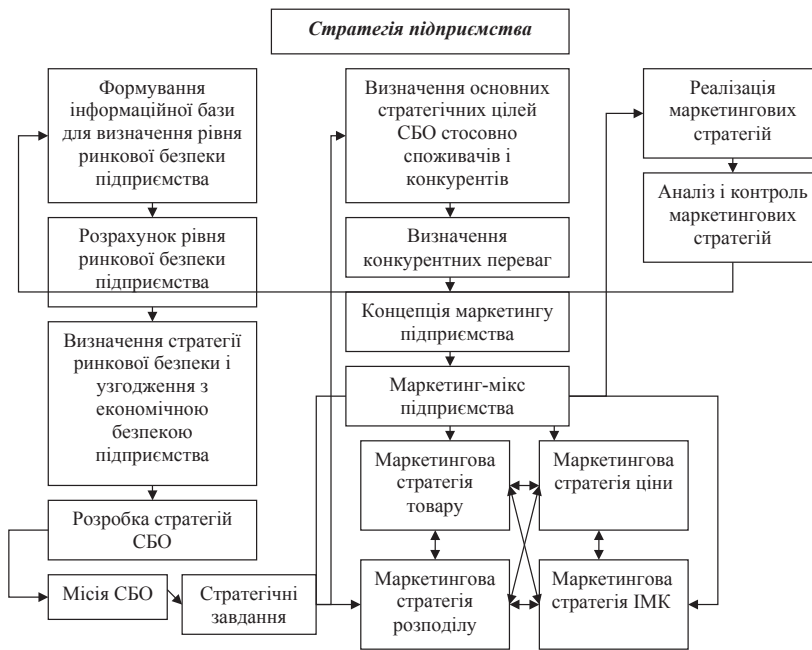 Стратегія підприємства
Формування
інформаційної бази
для визначення рівня
ринкової безпеки
підприємства
Розрахунок рівня
ринкової безпеки
підприємства
Визначення стратегії
ринкової безпеки і
узгодження з
економічною
безпекою
підприємства
Розробка стратегій
СБО
Місія СБО
Стратегічні
завдання
Визначення основних
стратегічних цілей
СБО стосовно
споживачів і
конкурентів
Визначення
конкурентних переваг
Концепція маркетингу
підприємства
Маркетинг-мікс
підприємства
Маркетингова
стратегія
товару
Маркетингова
стратегія ціни
Маркетингова
стратегія
розподілу
Маркетингова
стратегія ІМК
Реалізація
маркетингових
стратегій
Аналіз і контроль
маркетингових
стратегій